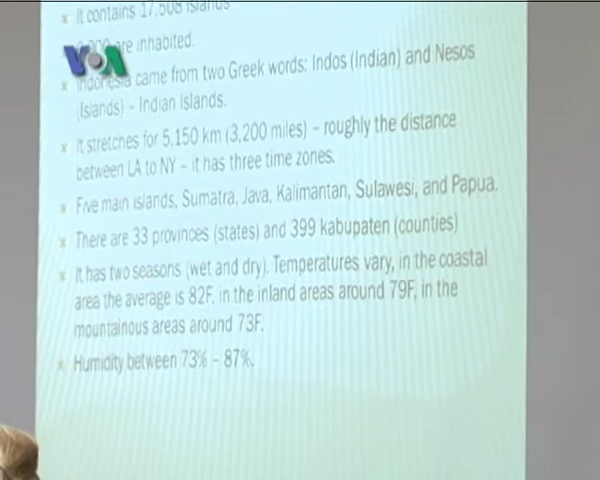 It contains 17,508 islands
are inhabited.
VOA
Indonesia came from two Greek words: Indos (Indian) and Nesos
(Islands) - Indian Islands.
It stretches for 5,150 km (3,200 miles) - roughly the distance
between LA to NY - it has three time zones.
Five main islands, Sumatra, Java, Kalimantan, Sulawesi, and Papua.
There are 33 provinces (states) and 399 kabupaten (counties)
It has two seasons (wet and dry). Temperatures vary, in the coastal
area the average is 82F, in the inland areas around 79F, in the
mountainous areas around 73F.
Humidity between 73% - 87%.